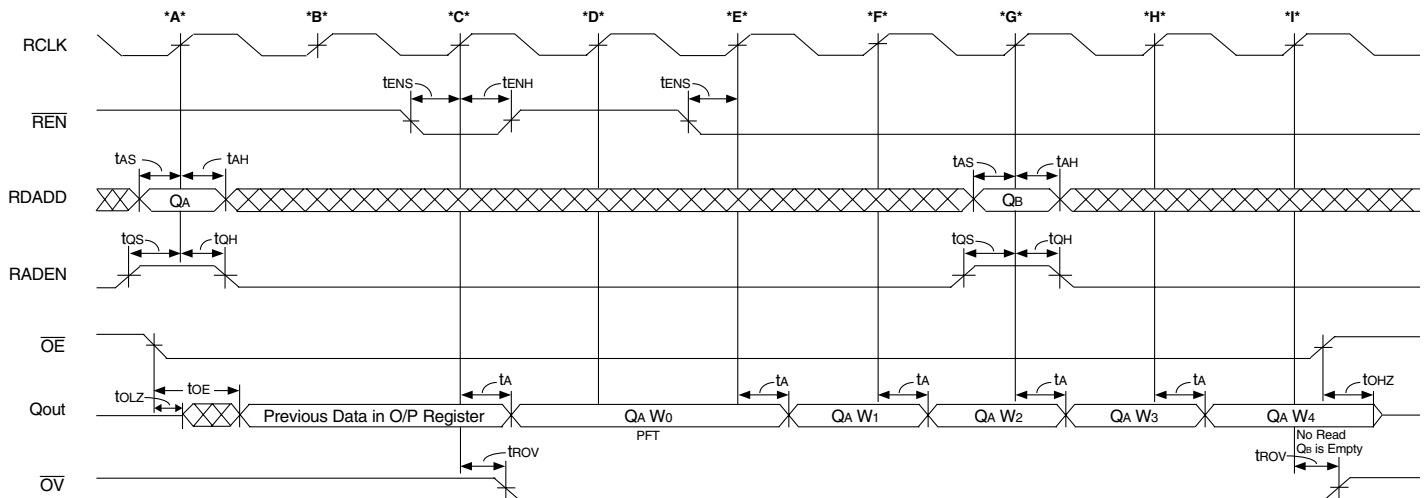 *A* *B* *C* *D* *E* *F* *G* *H* *I*
RCLK
tENS tENH tENS
REN
tAS tAH tAS tAH
RDADD QA QB
tQS tQH tQS tQH
RADEN
OE
tOLZ tOE tA tA tA tA tA tOHZ
Qout Previous Data in O/P Register QA W0 QA W1 QA W2 QA W3 QA W4
PFT No Read
QB is Empty
tROV tROV
OV